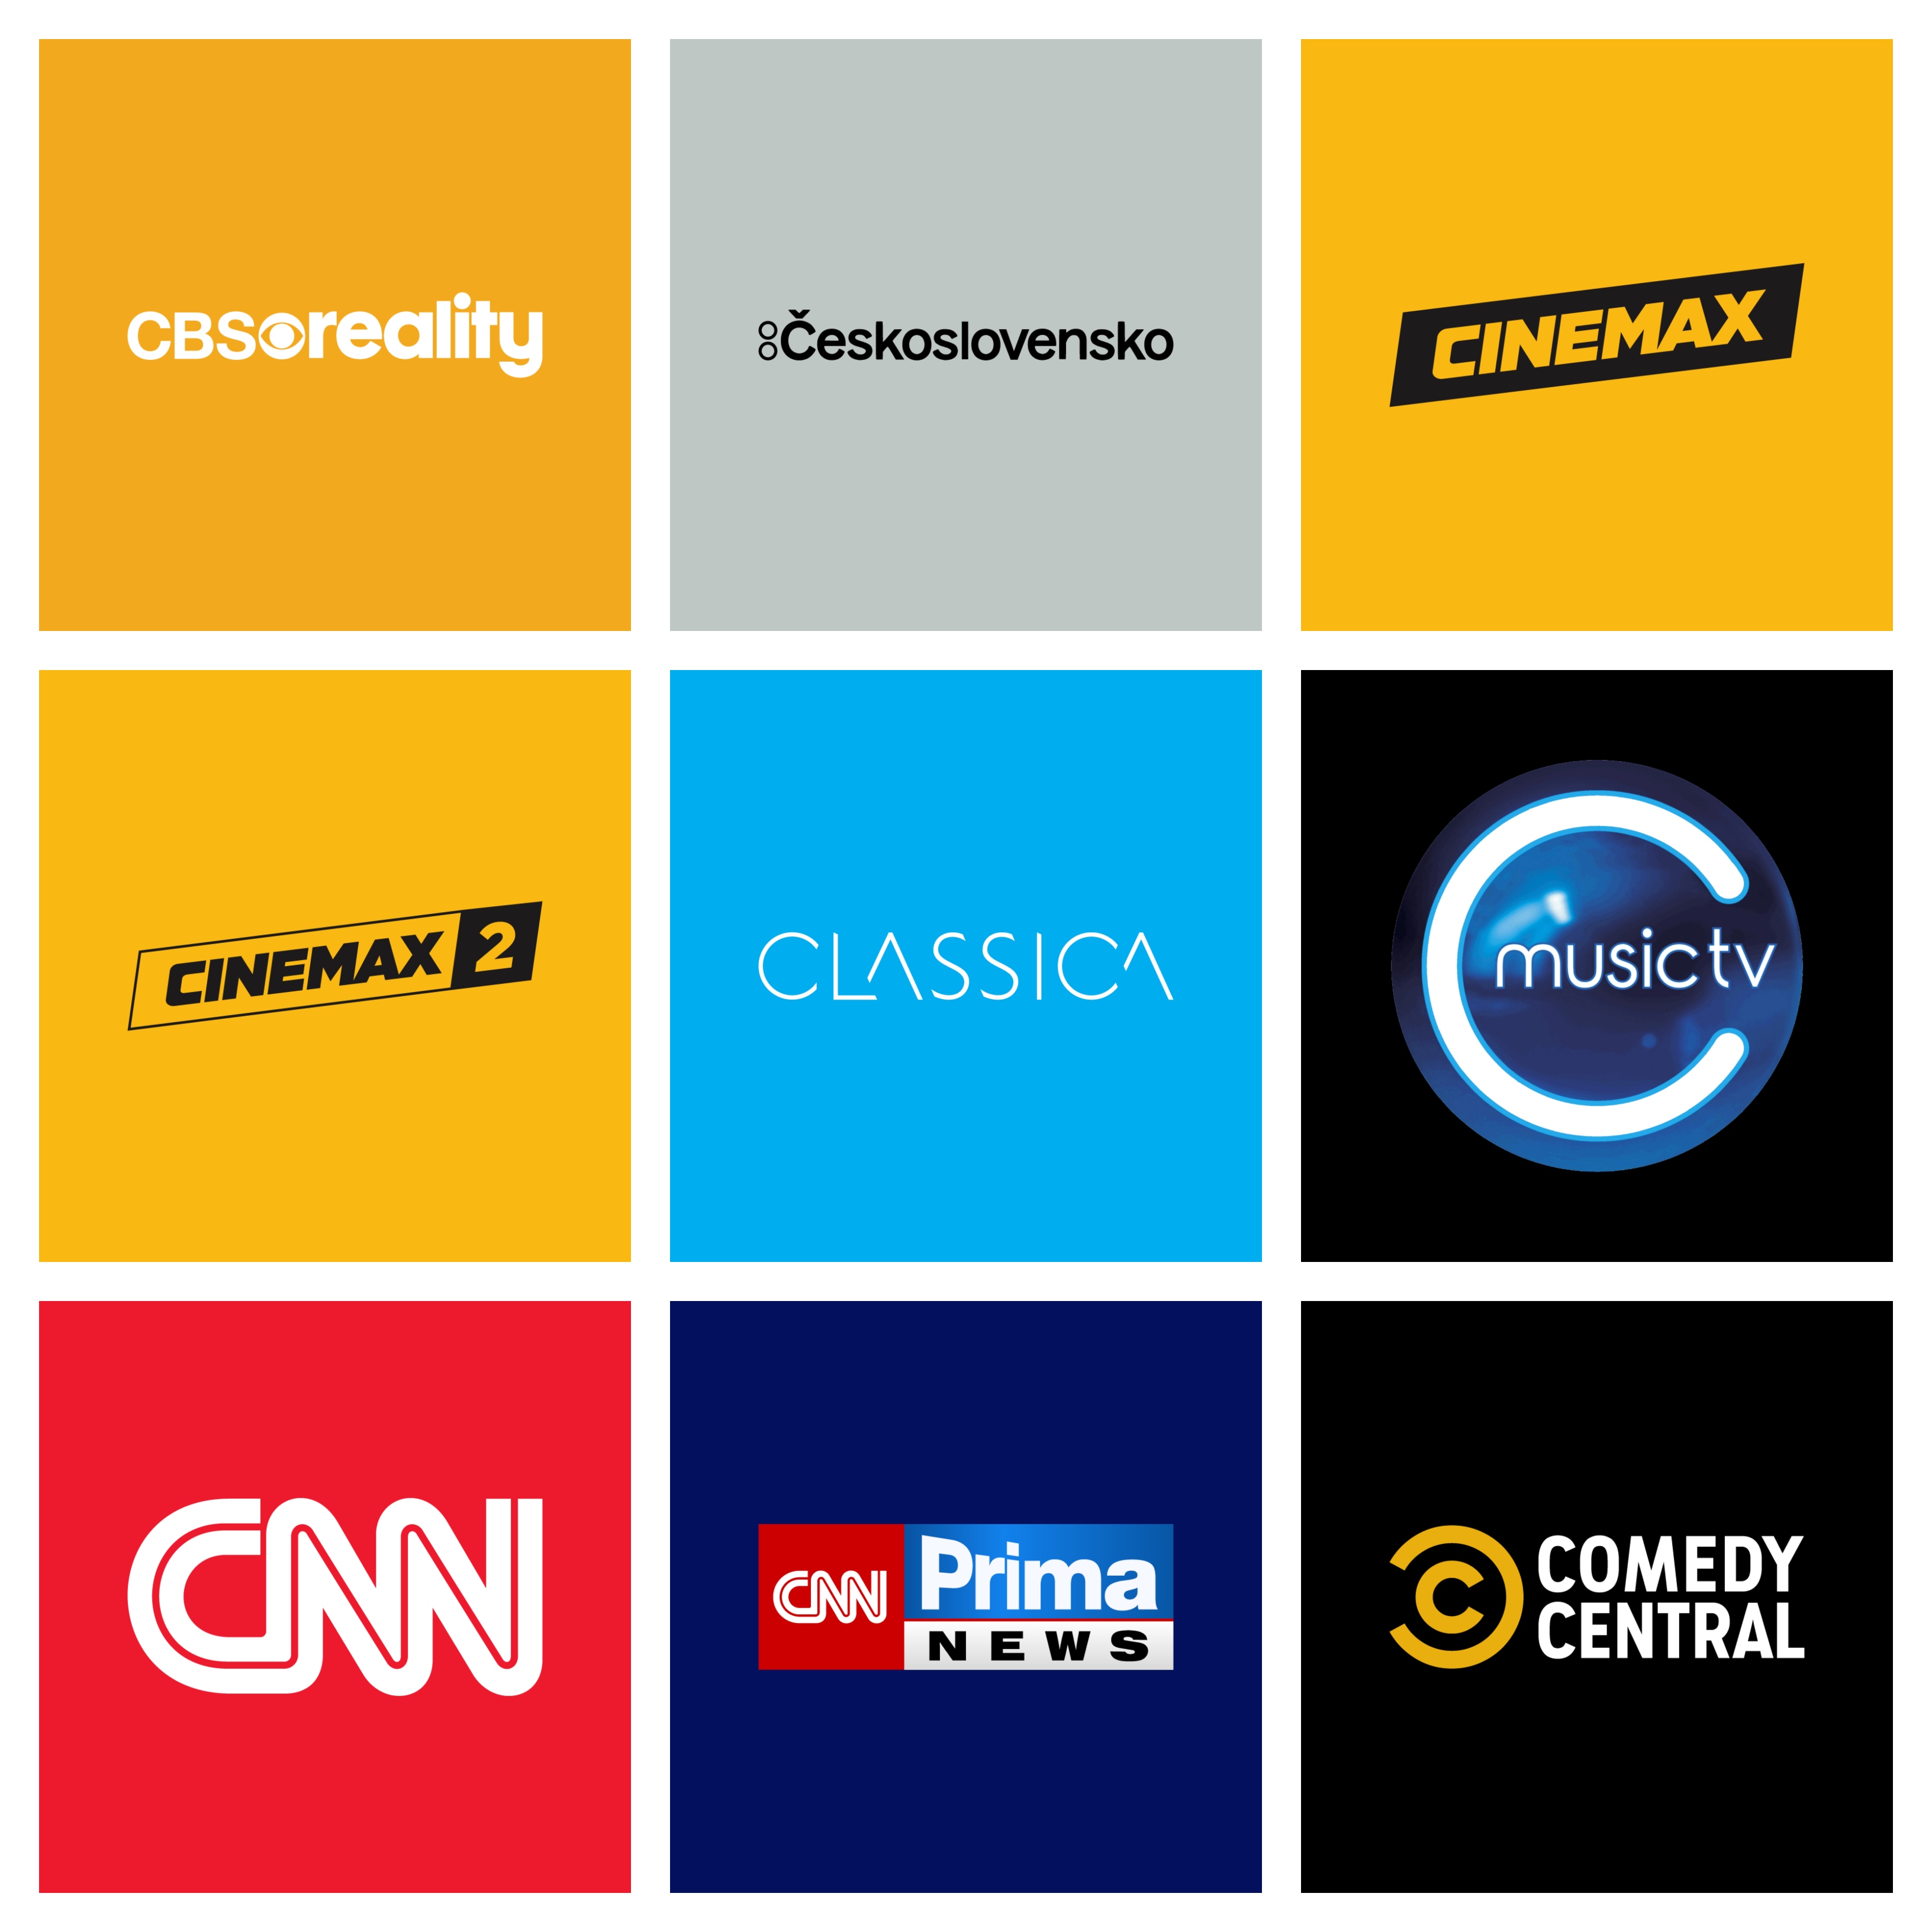 CBS reality
Československo
CINEMAX
CINEMAX 2
CLASSICA
C music tv
CNN
CNN Prima
NEWS
COMEDY
CENTRAL